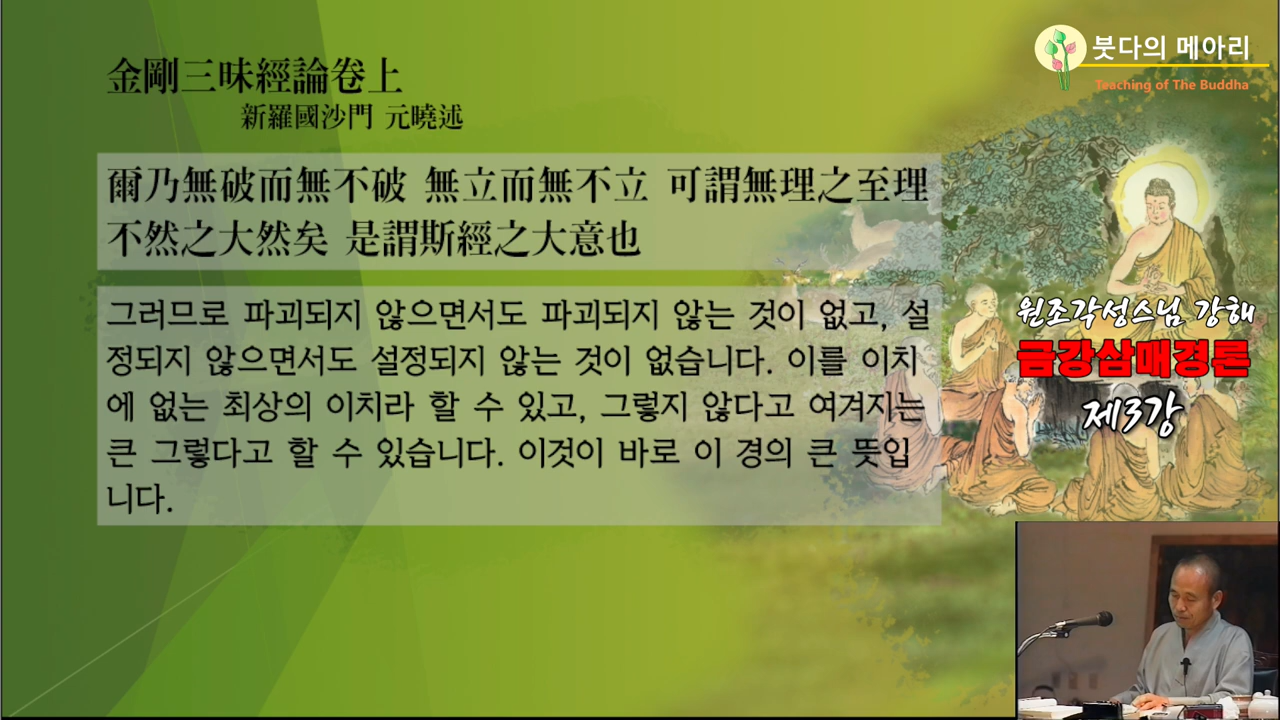 金剛三昧經論卷上
新羅國沙門 元曉述
爾乃無破而無不破 無立而無不立 可謂無理之至理
不然之大然矣 是謂斯經之大意也
그러므로 파괴되지 않으면서도 파괴되지 않는 것이 없고, 설
정되지 않으면서도 설정되지 않는 것이 없습니다. 이를 이치
에 없는 최상의 이치라 할 수 있고, 그렇지 않다고 여겨지는
큰 그렇다고 할 수 있습니다. 이것이 바로 이 경의 큰 뜻입
니다.
붓다의 메아리
Teaching of The Buddha
원조각성스님 강해
금강삼매경론
제3강